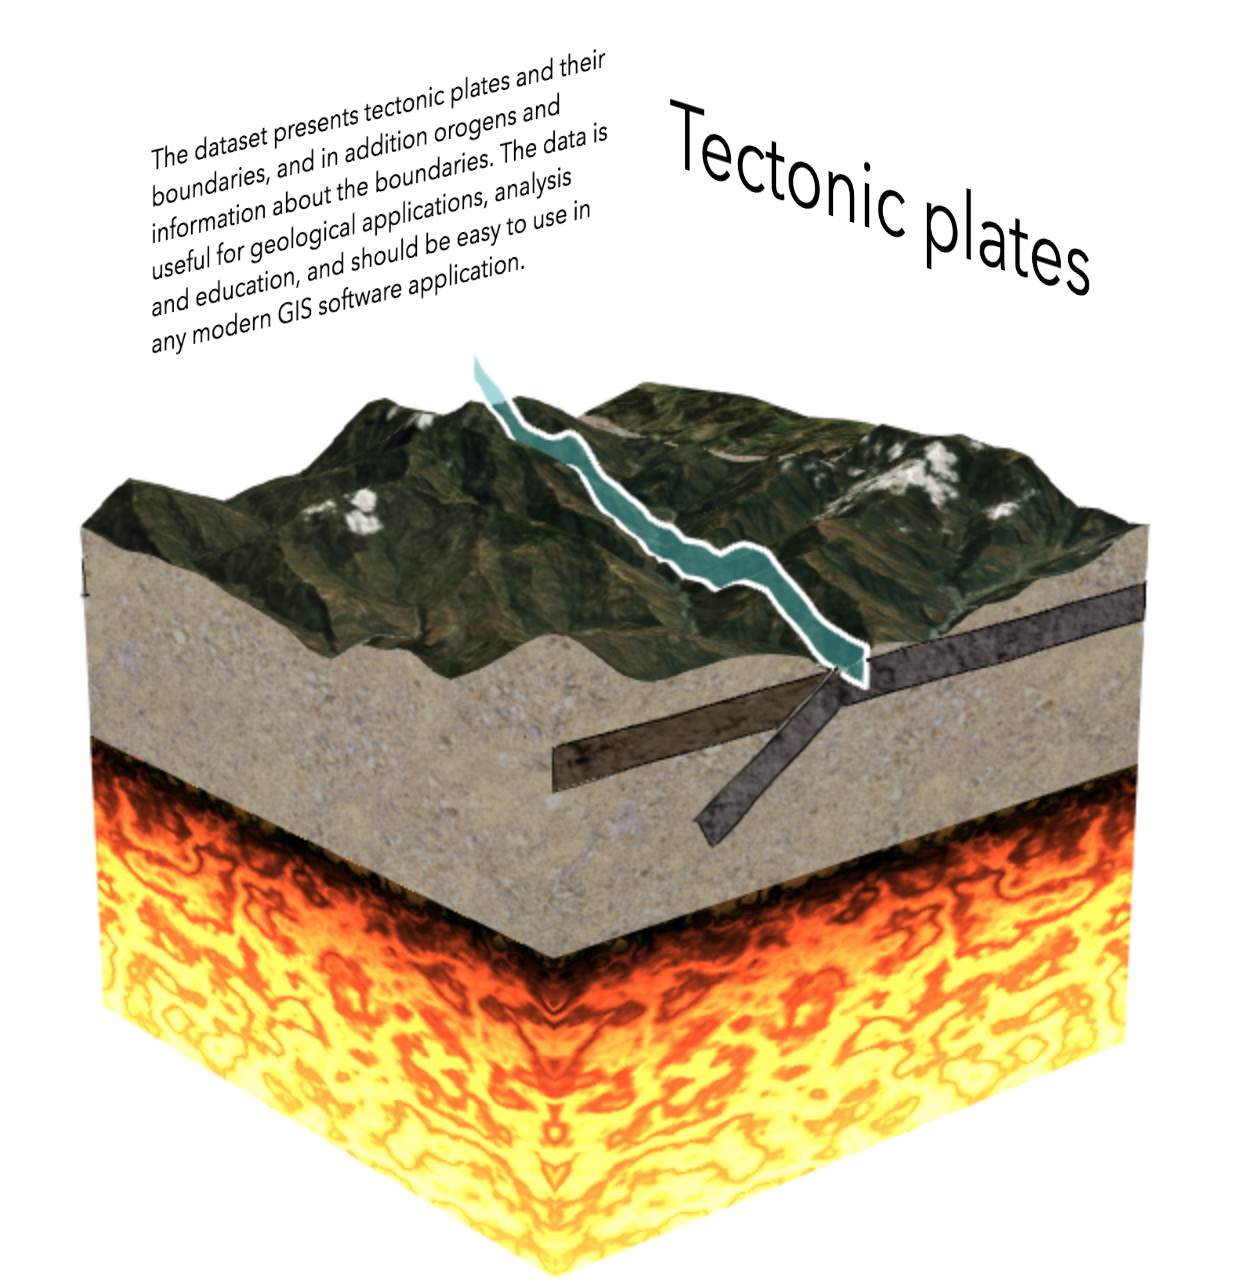 The dataset presents tectonic plates and their
boundaries, and in addition orogens and
information about the boundaries. The data is
useful for geological applications, analysis
and education, and should be easy to use in
any modern GIS software application.
Tectonic plates